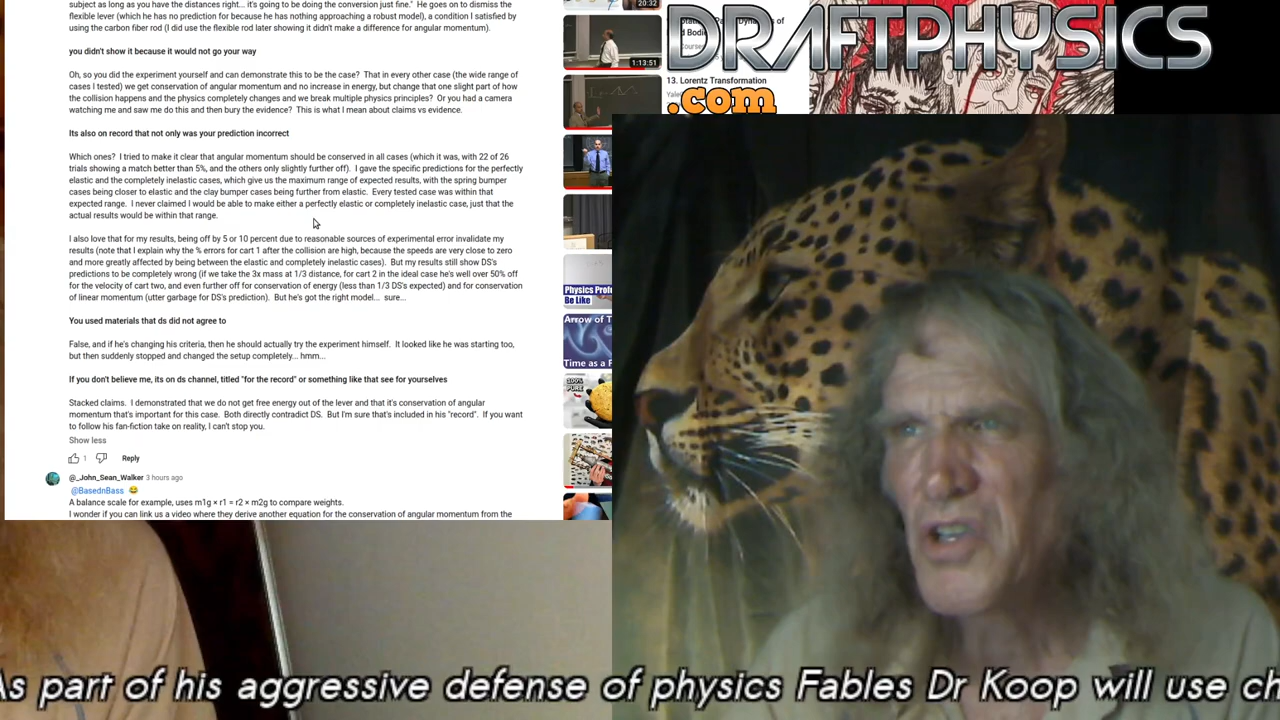 subject as long as you have the distances right... it's going to be doing the conversion just fine." He goes on to dismiss the
flexible lever (which he has no prediction for because he has nothing approaching a robust model), a condition I satisfied by
using the carbon fiber rod (I did use the flexible rod later showing it didn't make a difference for angular momentum).
you didn't show it because it would not go your way
Oh, so you did the experiment yourself and can demonstrate this to be the case? That in every other case (the wide range of
cases I tested) we get conservation of angular momentum and no increase in energy, but change that one slight part of how
the collision happens and the physics completely changes and we break multiple physics principles? Or you had a camera
watching me and saw me do this and then bury the evidence? This is what I mean about claims vs evidence.
Its also on record that not only was your prediction incorrect
Which ones? I tried to make it clear that angular momentum should be conserved in all cases (which it was, with 22 of 26
trials showing a match better than 5%, and the others only slightly further off). I gave the specific predictions for the perfectly
elastic and the completely inelastic cases, which give us the maximum range of expected results, with the spring bumper
cases being closer to elastic and the clay bumper cases being further from elastic. Every tested case was within that
expected range. I never claimed I would be able to make either a perfectly elastic or completely inelastic case, just that the
actual results would be within that range.
I also love that for my results, being off by 5 or 10 percent due to reasonable sources of experimental error invalidate my
results (note that I explain why the % errors for cart 1 after the collision are high, because the speeds are very close to zero
and more greatly affected by being between the elastic and completely inelastic cases). But my results still show DS's
predictions to be completely wrong (if we take the 3x mass at 1/3 distance, for cart 2 in the ideal case he's well over 50% off
for the velocity of cart two, and even further off for conservation of energy (less than 1/3 DS's expected) and for conservation
of linear momentum (utter garbage for DS's prediction). But he's got the right model... sure...
You used materials that ds did not agree to
False, and if he's changing his criteria, then he should actually try the experiment himself. It looked like he was starting too,
but then suddenly stopped and changed the setup completely... hmm...
If you don't believe me, its on ds channel, titled "for the record" or something like that see for yourselves
Stacked claims. I demonstrated that we do not get free energy out of the lever and that it's conservation of angular
momentum that's important for this case. Both directly contradict DS. But I'm sure that's included in his "record". If you want
to follow his fan-fiction take on reality, I can't stop you.
Show less
1 Reply
@_John_Sean_Walker 3 hours ago
@BasednBass 😂
A balance scale for example, uses m1g × r1 = r2 × m2g to compare weights.
I wonder if you can link us a video where they derive another equation for the conservation of angular momentum from the
20:32
1:13:51
13. Lorentz Transformation
Physics Prof
Be Like
Arrow of T
Time as a F
100%
PURE
DRAFTPHYSICS
.com
As part of his aggressive defense of physics Fables Dr Koop will use ch